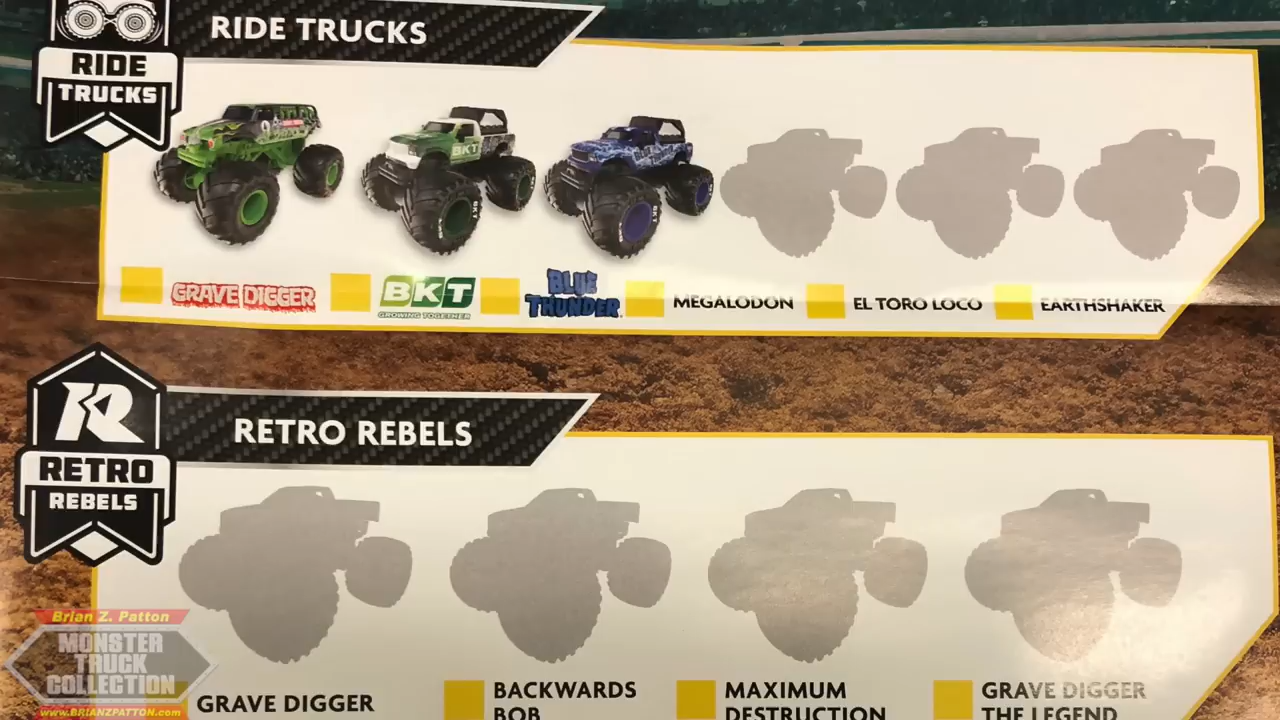 RIDE TRUCKS
RIDE
TRUCKS
BKT
GRAVE DIGGER
BKT
GROWING TOGETHER
BLUE
THUNDER
MEGALODON
EL TORO LOCO
EARTHSHAKER
RETRO REBELS
RETRO
REBELS
GRAVE DIGGER
BACKWARDS
BOB
MAXIMUM
DESTRUCTION
GRAVE DIGGER
THE LEGEND
Brian Z. Patton
MONSTER
TRUCK
COLLECTION
www.BRIANZPATTON.com